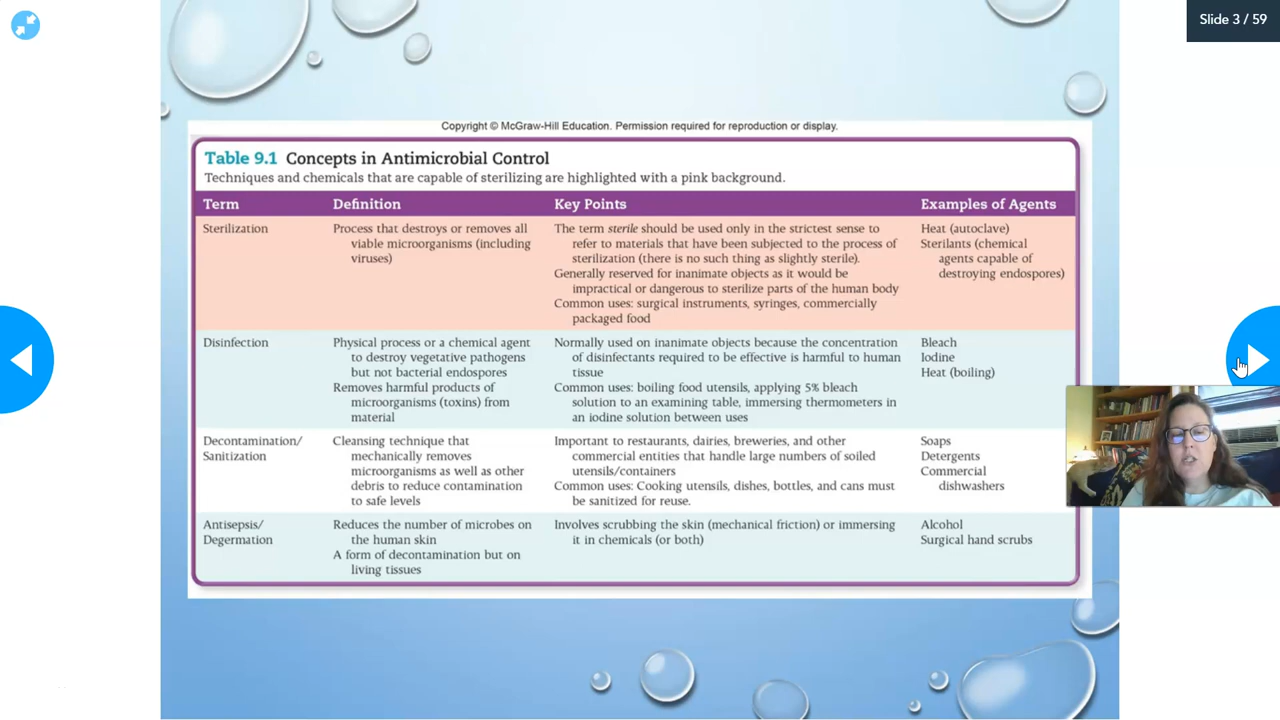 Slide 3 / 59
Copyright © McGraw-Hill Education. Permission required for reproduction or display.
Table 9.1 Concepts in Antimicrobial Control
Techniques and chemicals that are capable of sterilizing are highlighted with a pink background.
Term Definition Key Points Examples of Agents
Sterilization
Process that destroys or removes all
viable microorganisms (including
viruses)
The term sterile should be used only in the strictest sense to
refer to materials that have been subjected to the process of
sterilization (there is no such thing as slightly sterile).
Generally reserved for inanimate objects as it would be
impractical or dangerous to sterilize parts of the human body
Common uses: surgical instruments, syringes, commercially
packaged food
Heat (autoclave)
Sterilants (chemical
agents capable of
destroying endospores)
Disinfection
Physical process or a chemical agent
to destroy vegetative pathogens
but not bacterial endospores
Removes harmful products of
microorganisms (toxins) from
material
Normally used on inanimate objects because the concentration
of disinfectants required to be effective is harmful to human
tissue
Common uses: boiling food utensils, applying 5% bleach
solution to an examining table, immersing thermometers in
an iodine solution between uses
Bleach
Iodine
Heat (boiling)
Decontamination/
Sanitization
Cleansing technique that
mechanically removes
microorganisms as well as other
debris to reduce contamination
to safe levels
Important to restaurants, dairies, breweries, and other
commercial entities that handle large numbers of soiled
utensils/containers
Common uses: Cooking utensils, dishes, bottles, and cans must
be sanitized for reuse.
Soaps
Detergents
Commercial
dishwashers
Antisepsis/
Degermation
Reduces the number of microbes on
the human skin
A form of decontamination but on
living tissues
Involves scrubbing the skin (mechanical friction) or immersing
it in chemicals (or both)
Alcohol
Surgical hand scrubs